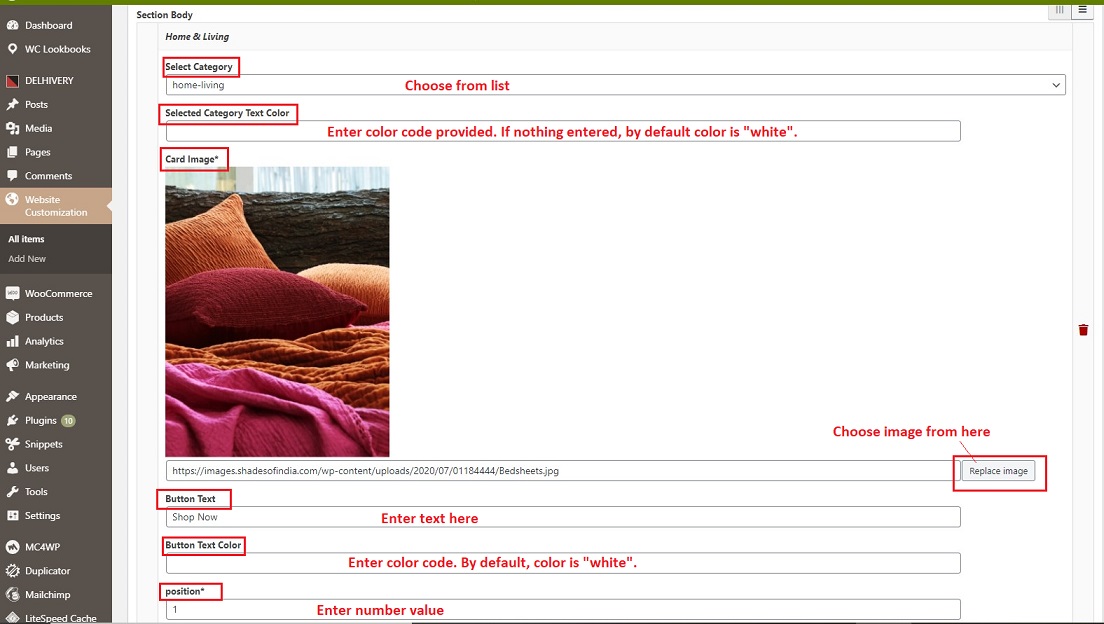 Section Body
Dashboard
WC Lookbooks
DELHIVERY
Posts
Media
Pages
Comments
Website
Customization
All items
Add New
WooCommerce
Products
Analytics
Marketing
Appearance
Plugins 10
Snippets
Users
Tools
Settings
MC4WP
Duplicator
Mailchimp
LiteSpeed Cache
Home & Living
Select Category
home-living
Choose from list
Selected Category Text Color
Enter color code provided. If nothing entered, by default color is "white".
Card Image*
Choose image from here
https://images.shadesofindia.com/wp-content/uploads/2020/07/01184444/Bedsheets.jpg
Replace image
Button Text
Shop Now
Enter text here
Button Text Color
Enter color code. By default, color is "white".
position*
1
Enter number value